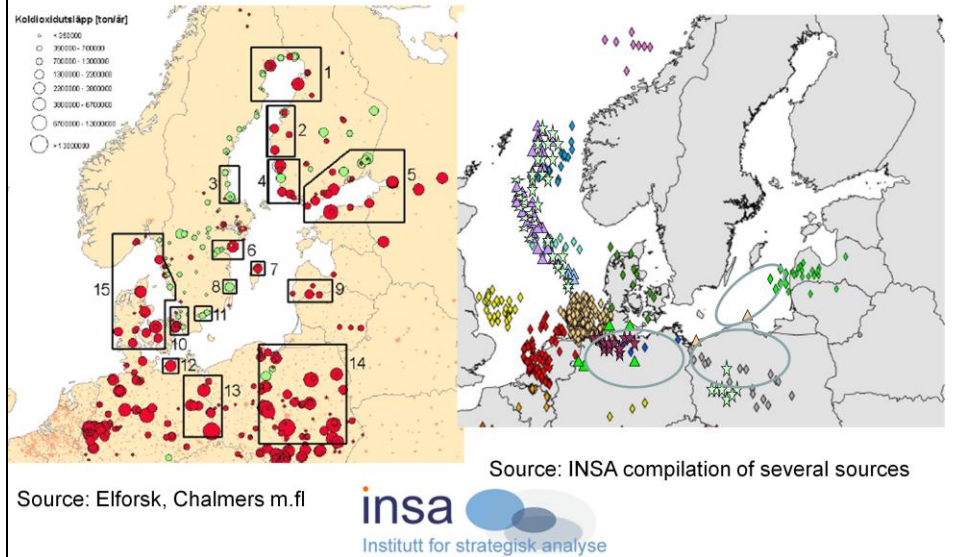 Koldioxidutsläpp [ton/år]
< 350000
350000 - 700000
700000 - 1300000
1300000 - 2200000
2200000 - 3800000
3000000 - 6700000
6700000 - 13000000
> 13000000
1
2
3
4
5
6
7
8
9
15
11
10
12
13
14
Source: INSA compilation of several sources
Source: Elforsk, Chalmers m.fl
insa
Institutt for strategisk analyse